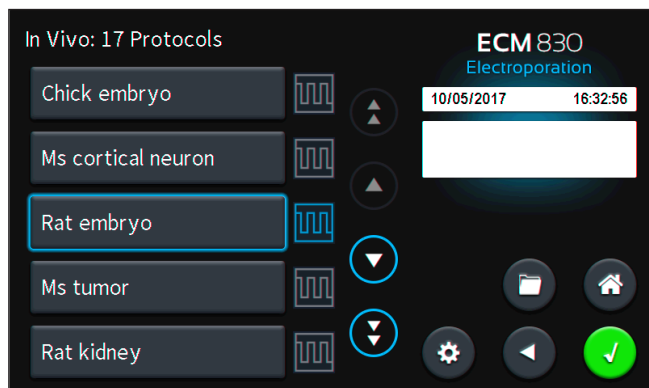 In Vivo: 17 Protocols
Chick embryo
Ms cortical neuron
Rat embryo
Ms tumor
Rat kidney
ECM 830
Electroporation
10/05/2017 16:32:56